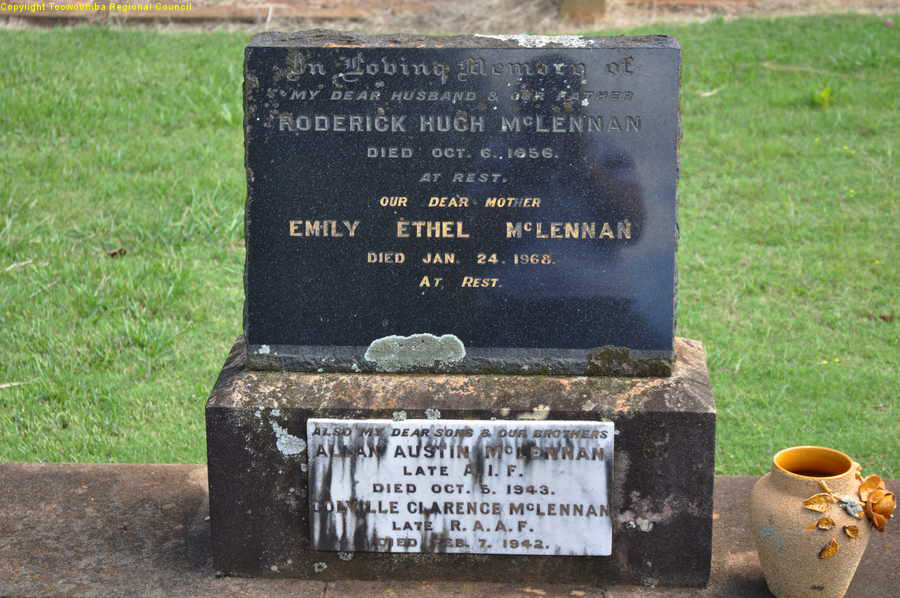 Copyright Toowoomba Regional Council
In Loving Memory of
MY DEAR HUSBAND & OUR FATHER
RODERICK HUGH McLENNAN
DIED OCT. 6. 1956.
AT REST.
OUR DEAR MOTHER
EMILY ETHEL McLENNAN
DIED JAN. 24. 1968.
AT REST.
ALSO MY DEAR SONS & OUR BROTHERS
ALLAN AUSTIN McLENNAN
LATE A.I.F.
DIED OCT. 5. 1943.
COLVILLE CLARENCE McLENNAN
LATE R.A.A.F.
DIED FEB. 7. 1942.